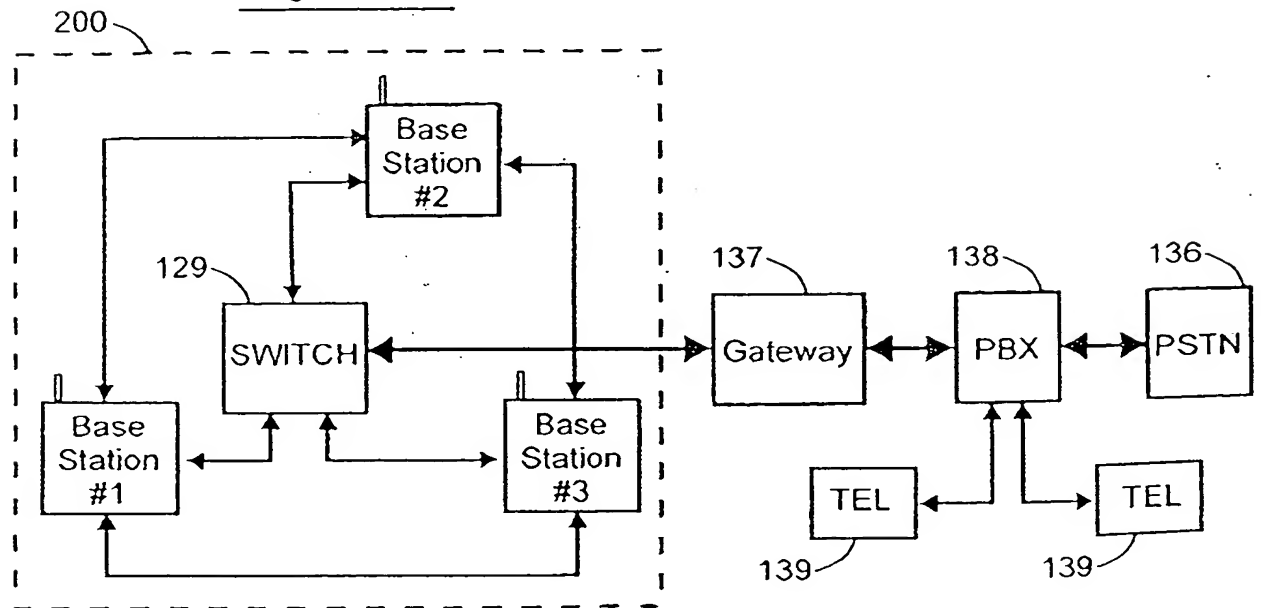 200
Base
Station
#2
129
SWITCH
137
Gateway
138
PBX
136
PSTN
Base
Station
#1
Base
Station
#3
TEL
139
TEL
139